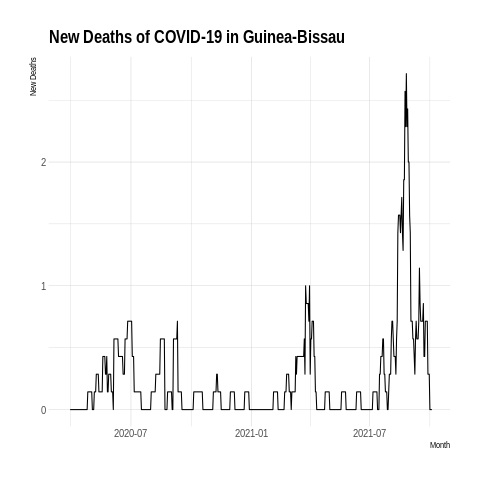 New Deaths of COVID-19 in Guinea-Bissau
New Deaths
2
1
0
2020-07
2021-01
2021-07
Month